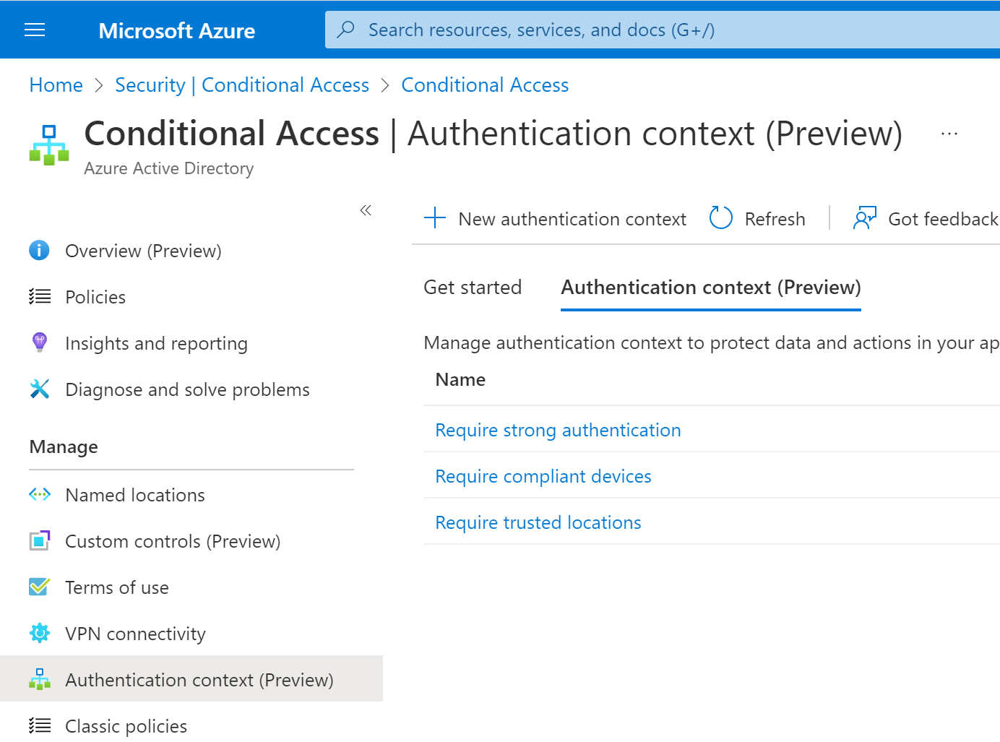 Microsoft Azure
Search resources, services, and docs (G+/)
Home > Security | Conditional Access > Conditional Access
Conditional Access | Authentication context (Preview) ...
Azure Active Directory
«
Overview (Preview)
Policies
Insights and reporting
Diagnose and solve problems
Manage
Named locations
Custom controls (Preview)
Terms of use
VPN connectivity
Authentication context (Preview)
Classic policies
+ New authentication context Refresh | Got feedback
Get started Authentication context (Preview)
Manage authentication context to protect data and actions in your ap
Name
Require strong authentication
Require compliant devices
Require trusted locations